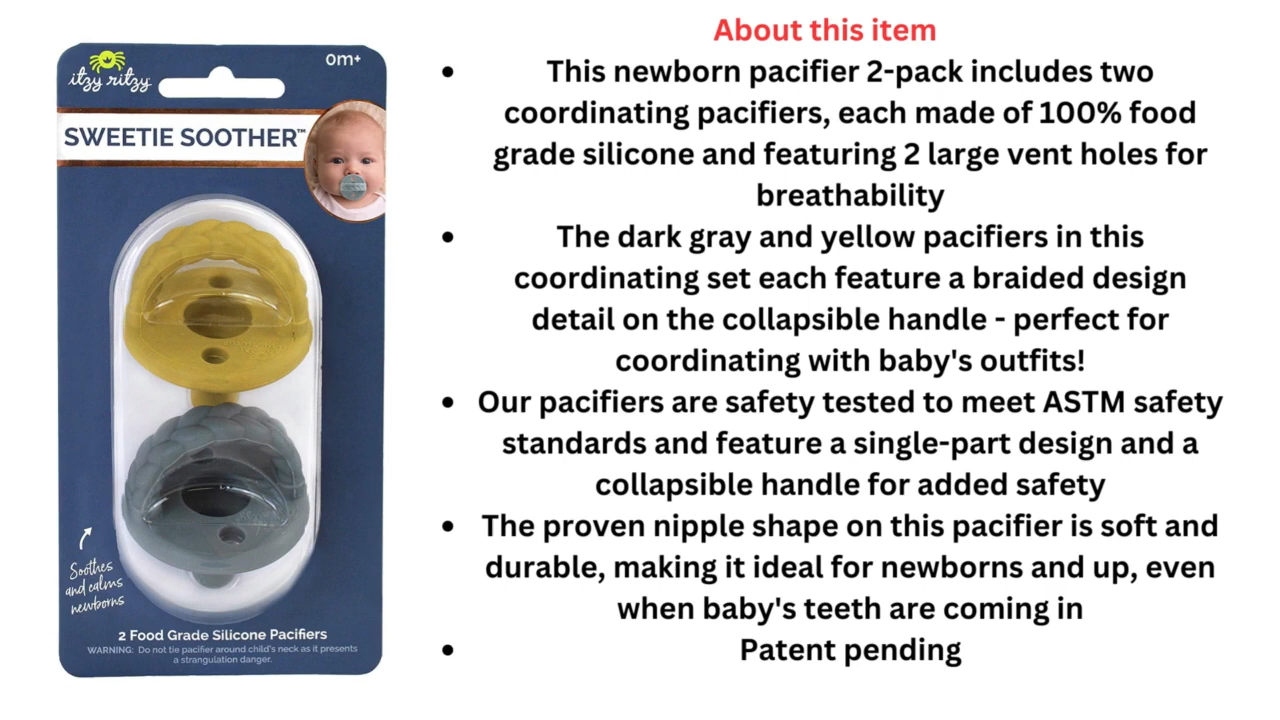 itzy ritzy
0m+
SWEETIE SOOTHER™
Soothes
and calms
newborns
2 Food Grade Silicone Pacifiers
WARNING: Do not tie pacifier around child's neck as it presents
a strangulation danger.
About this item
• This newborn pacifier 2-pack includes two
coordinating pacifiers, each made of 100% food
grade silicone and featuring 2 large vent holes for
breathability
• The dark gray and yellow pacifiers in this
coordinating set each feature a braided design
detail on the collapsible handle - perfect for
coordinating with baby's outfits!
• Our pacifiers are safety tested to meet ASTM safety
standards and feature a single-part design and a
collapsible handle for added safety
• The proven nipple shape on this pacifier is soft and
durable, making it ideal for newborns and up, even
when baby's teeth are coming in
• Patent pending